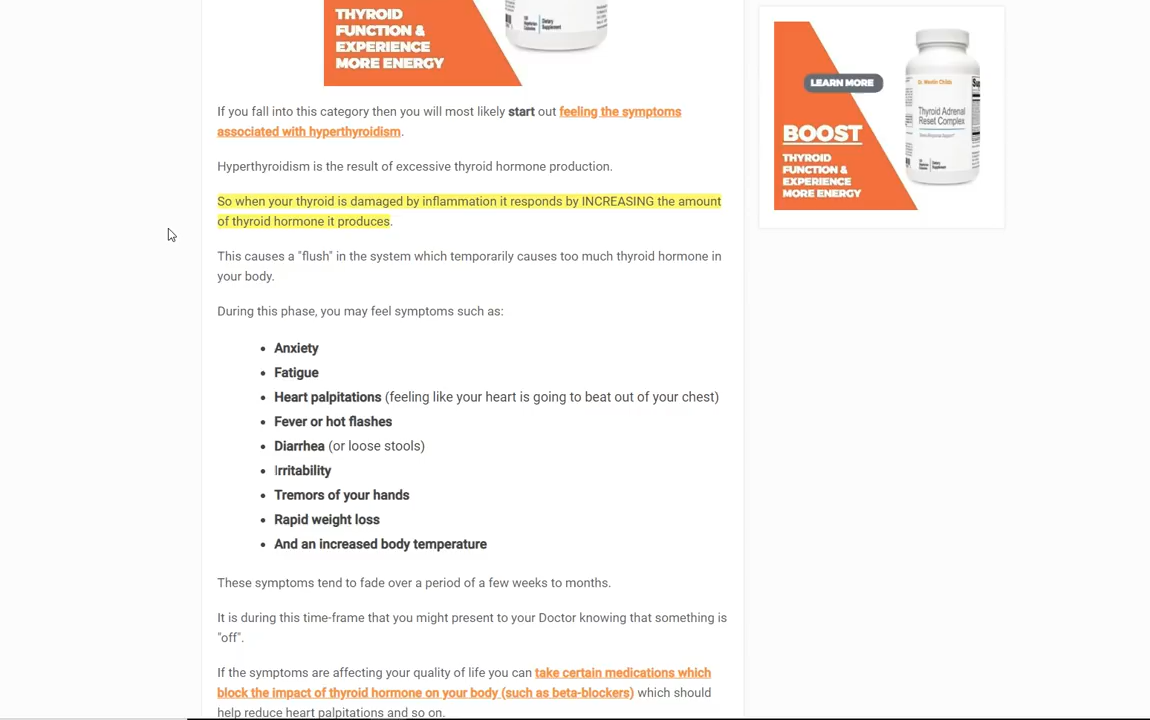 THYROID
FUNCTION &
EXPERIENCE
MORE ENERGY
If you fall into this category then you will most likely start out feeling the symptoms
associated with hyperthyroidism.
Hyperthyroidism is the result of excessive thyroid hormone production.
So when your thyroid is damaged by inflammation it responds by INCREASING the amount
of thyroid hormone it produces.
This causes a "flush" in the system which temporarily causes too much thyroid hormone in
your body.
During this phase, you may feel symptoms such as:
• Anxiety
• Fatigue
• Heart palpitations (feeling like your heart is going to beat out of your chest)
• Fever or hot flashes
• Diarrhea (or loose stools)
• Irritability
• Tremors of your hands
• Rapid weight loss
• And an increased body temperature
These symptoms tend to fade over a period of a few weeks to months.
It is during this time-frame that you might present to your Doctor knowing that something is
"off".
If the symptoms are affecting your quality of life you can take certain medications which
block the impact of thyroid hormone on your body (such as beta-blockers) which should
help reduce heart palpitations and so on.
LEARN MORE
BOOST
THYROID
FUNCTION &
EXPERIENCE
MORE ENERGY
Dr. Westin Childs
Thyroid Adrenal
Reset Complex